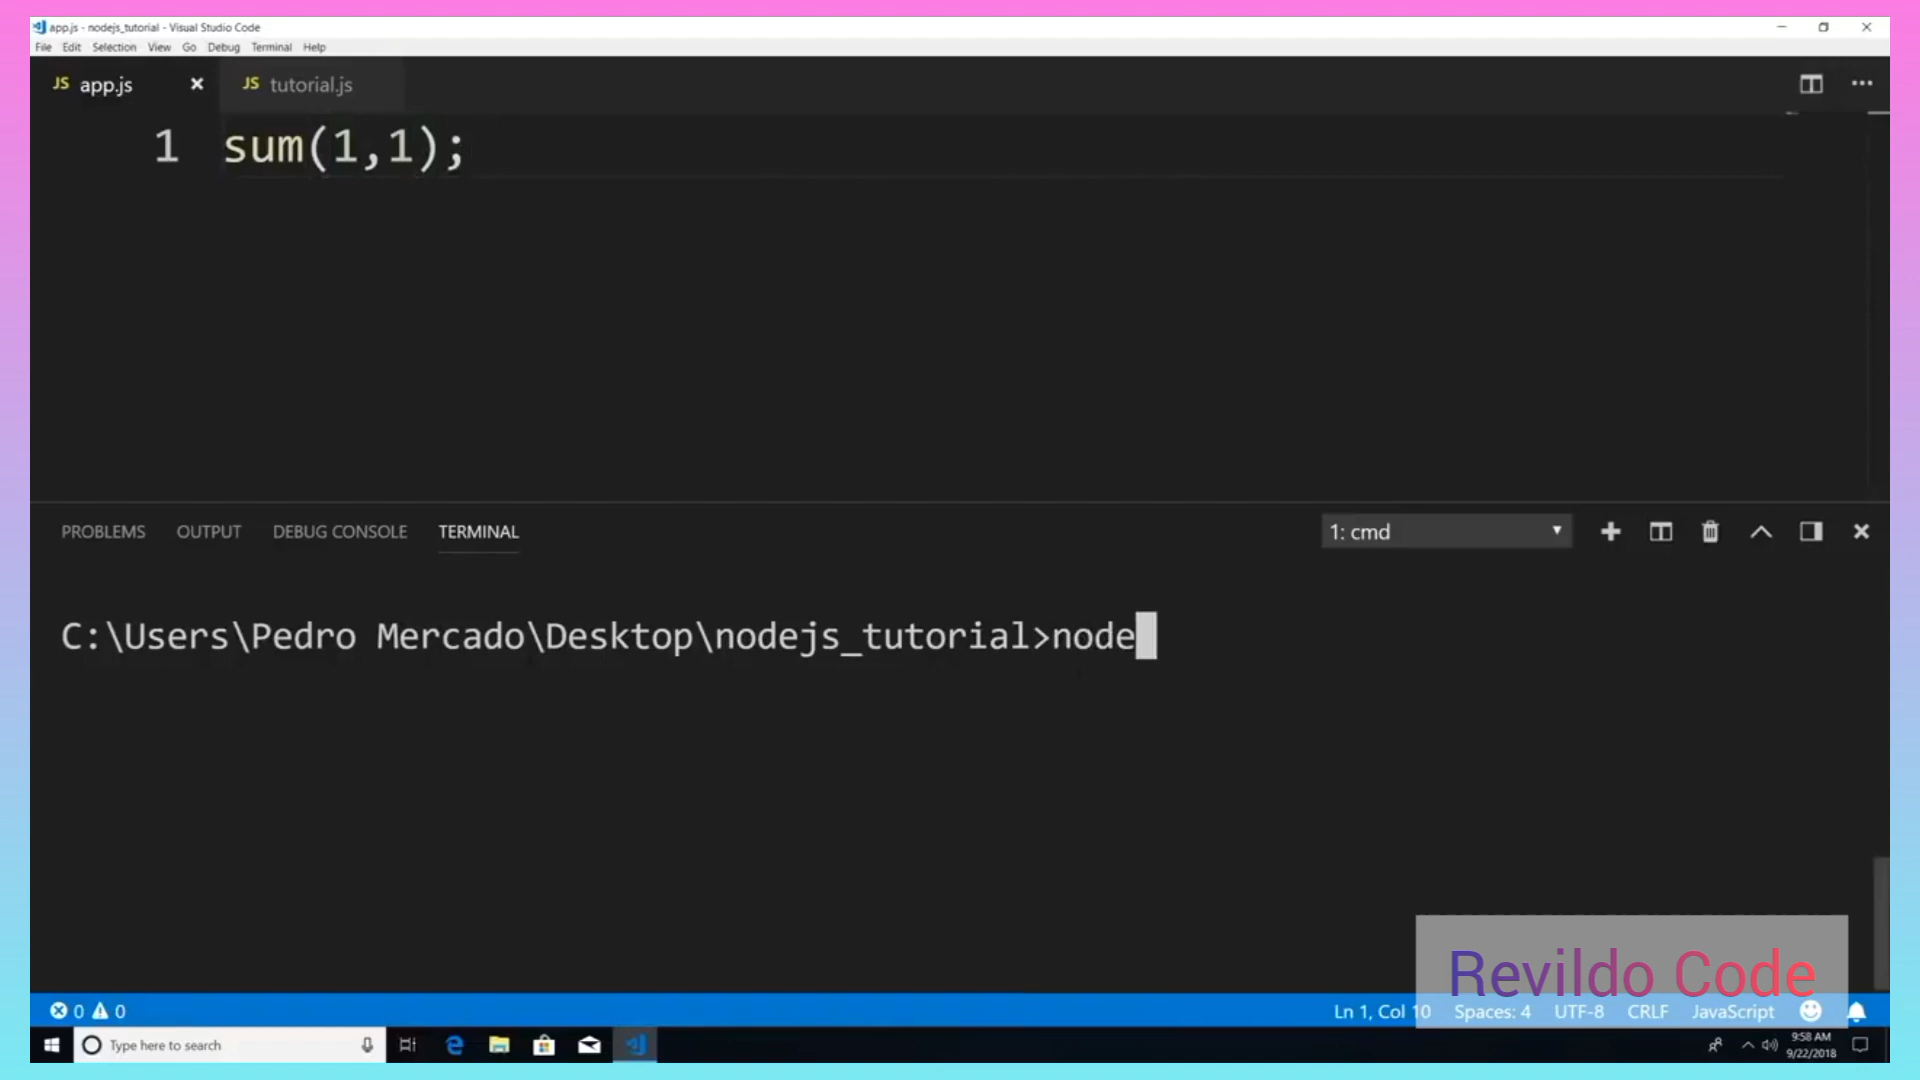 app.js - nodejs_tutorial - Visual Studio Code
File Edit Selection View Go Debug Terminal Help
JS app.js JS tutorial.js
1 sum(1,1);
PROBLEMS OUTPUT DEBUG CONSOLE TERMINAL 1: cmd
C:\Users\Pedro Mercado\Desktop\nodejs_tutorial>node
Revildo Code
0 0 Ln 1, Col 10 Spaces: 4 UTF-8 CRLF JavaScript
Type here to search
9:58 AM
9/22/2018